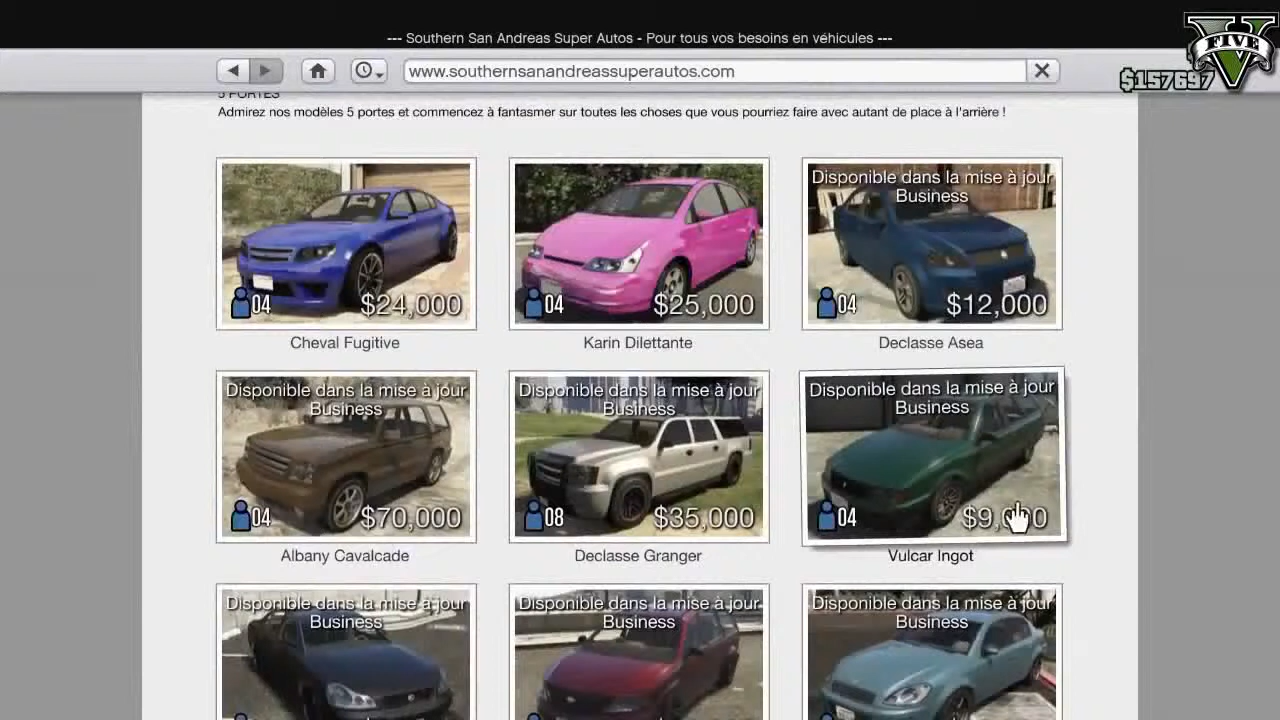 --- Southern San Andreas Super Autos - Pour tous vos besoins en véhicules ---
FIVE
www.southernsanandreassuperautos.com
$157697
5 PORTES
Admirez nos modèles 5 portes et commencez à fantasmer sur toutes les choses que vous pourriez faire avec autant de place à l'arrière !
04 $24,000
Cheval Fugitive
04 $25,000
Karin Dilettante
Disponible dans la mise à jour
Business
04 $12,000
Declasse Asea
Disponible dans la mise à jour
Business
04 $70,000
Albany Cavalcade
Disponible dans la mise à jour
Business
08 $35,000
Declasse Granger
Disponible dans la mise à jour
Business
04
Vulcar Ingot
Disponible dans la mise à jour
Business
Disponible dans la mise à jour
Business
Disponible dans la mise à jour
Business